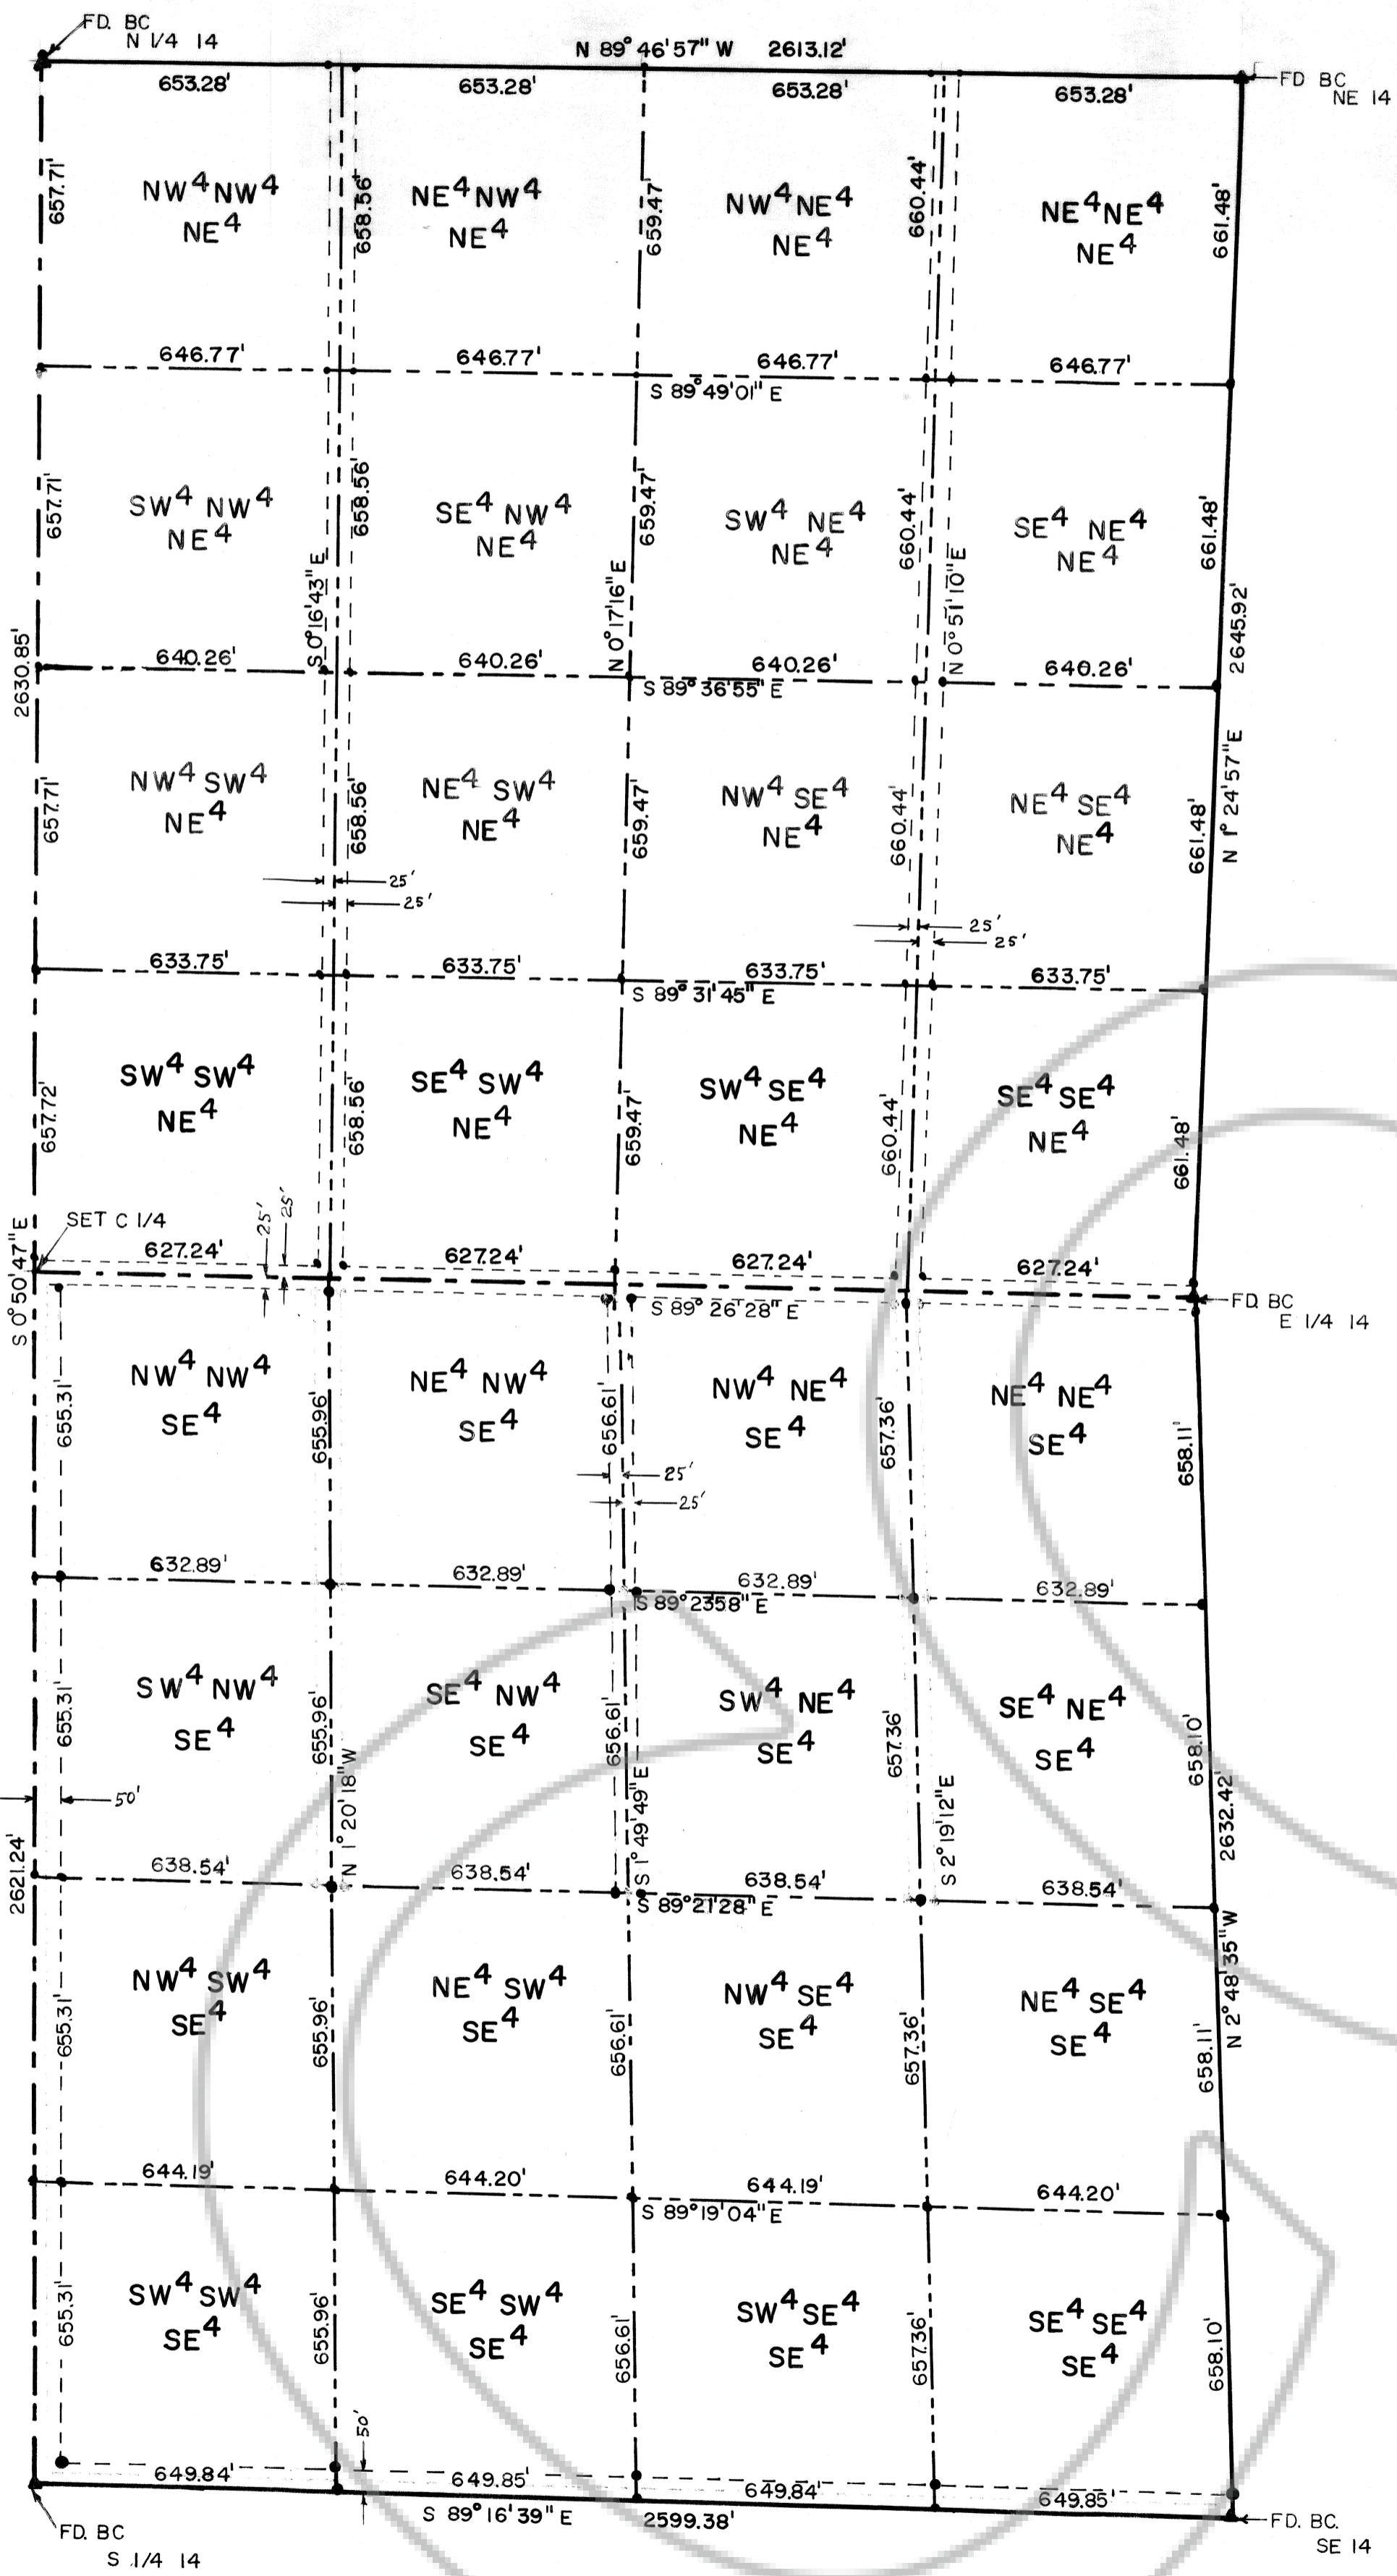 FD. BC
N 1/4 14
N 89° 46' 57" W 2613.12'
FD BC
NE 14
653.28' 653.28' 653.28' 653.28'
657.71' 658.56' 659.47' 660.44' 661.48'
NW⁴ NW⁴
NE⁴
NE⁴ NW⁴
NE⁴
NW⁴ NE⁴
NE⁴
NE⁴ NE⁴
NE⁴
646.77' 646.77' 646.77' 646.77'
S 89° 49' 01" E
657.71' 658.56' 659.47' 660.44' 661.48'
SW⁴ NW⁴
NE⁴
SE⁴ NW⁴
NE⁴
SW⁴ NE⁴
NE⁴
SE⁴ NE⁴
NE⁴
S 0° 16' 43" E
N 0° 17' 16" E
N 0° 51' 10" E
2630.85'
2645.92'
640.26' 640.26' 640.26' 640.26'
S 89° 36' 55" E
657.71' 658.56' 659.47' 660.44' 661.48'
N 1° 24' 57" E
NW⁴ SW⁴
NE⁴
NE⁴ SW⁴
NE⁴
NW⁴ SE⁴
NE⁴
NE⁴ SE⁴
NE⁴
25'
25'
25'
25'
633.75' 633.75' 633.75' 633.75'
S 89° 31' 45" E
657.72' 658.56' 659.47' 660.44' 661.48'
SW⁴ SW⁴
NE⁴
SE⁴ SW⁴
NE⁴
SW⁴ SE⁴
NE⁴
SE⁴ SE⁴
NE⁴
S 0° 50' 47" E
SET C 1/4
25'
25'
627.24' 627.24' 627.24' 627.24'
S 89° 26' 28" E
FD. BC
E 1/4 14
655.31' 655.96' 656.61' 657.36' 658.11'
NW⁴ NW⁴
SE⁴
NE⁴ NW⁴
SE⁴
NW⁴ NE⁴
SE⁴
NE⁴ NE⁴
SE⁴
25'
25'
632.89' 632.89' 632.89' 632.89'
S 89° 23'58" E
655.31' 655.96' 656.61' 657.36' 658.10'
SW⁴ NW⁴
SE⁴
SE⁴ NW⁴
SE⁴
SW⁴ NE⁴
SE⁴
SE⁴ NE⁴
SE⁴
50'
N 1° 20' 18" W
S 1° 49' 49" E
S 2° 19' 12" E
2621.24'
2632.42'
638.54' 638.54' 638.54' 638.54'
S 89° 21' 28" E
655.31' 655.96' 656.61' 657.36' 658.11'
N 2° 48' 35" W
NW⁴ SW⁴
SE⁴
NE⁴ SW⁴
SE⁴
NW⁴ SE⁴
SE⁴
NE⁴ SE⁴
SE⁴
644.19' 644.20' 644.19' 644.20'
S 89° 19' 04" E
655.31' 655.96' 656.61' 657.36' 658.10'
SW⁴ SW⁴
SE⁴
SE⁴ SW⁴
SE⁴
SW⁴ SE⁴
SE⁴
SE⁴ SE⁴
SE⁴
50'
649.84' 649.85' 649.84' 649.85'
S 89° 16' 39" E 2599.38'
FD. BC
S 1/4 14
FD. BC.
SE 14